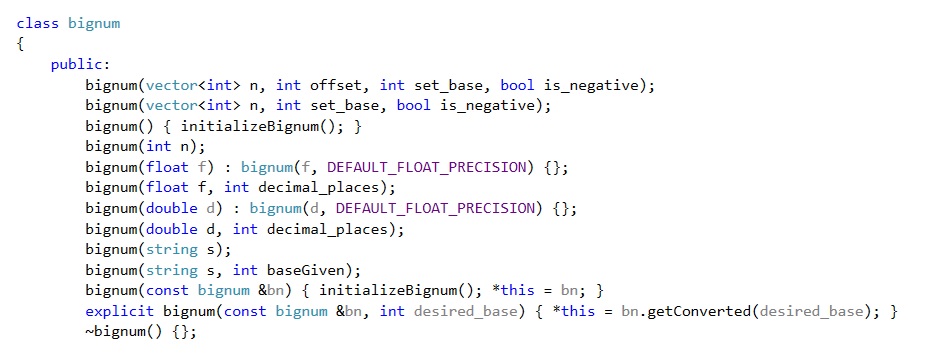 class bignum
{
public:
bignum(vector<int> n, int offset, int set_base, bool is_negative);
bignum(vector<int> n, int set_base, bool is_negative);
bignum() { initializeBignum(); }
bignum(int n);
bignum(float f) : bignum(f, DEFAULT_FLOAT_PRECISION) {};
bignum(float f, int decimal_places);
bignum(double d) : bignum(d, DEFAULT_FLOAT_PRECISION) {};
bignum(double d, int decimal_places);
bignum(string s);
bignum(string s, int baseGiven);
bignum(const bignum &bn) { initializeBignum(); *this = bn; }
explicit bignum(const bignum &bn, int desired_base) { *this = bn.getConverted(desired_base); }
~bignum() {};